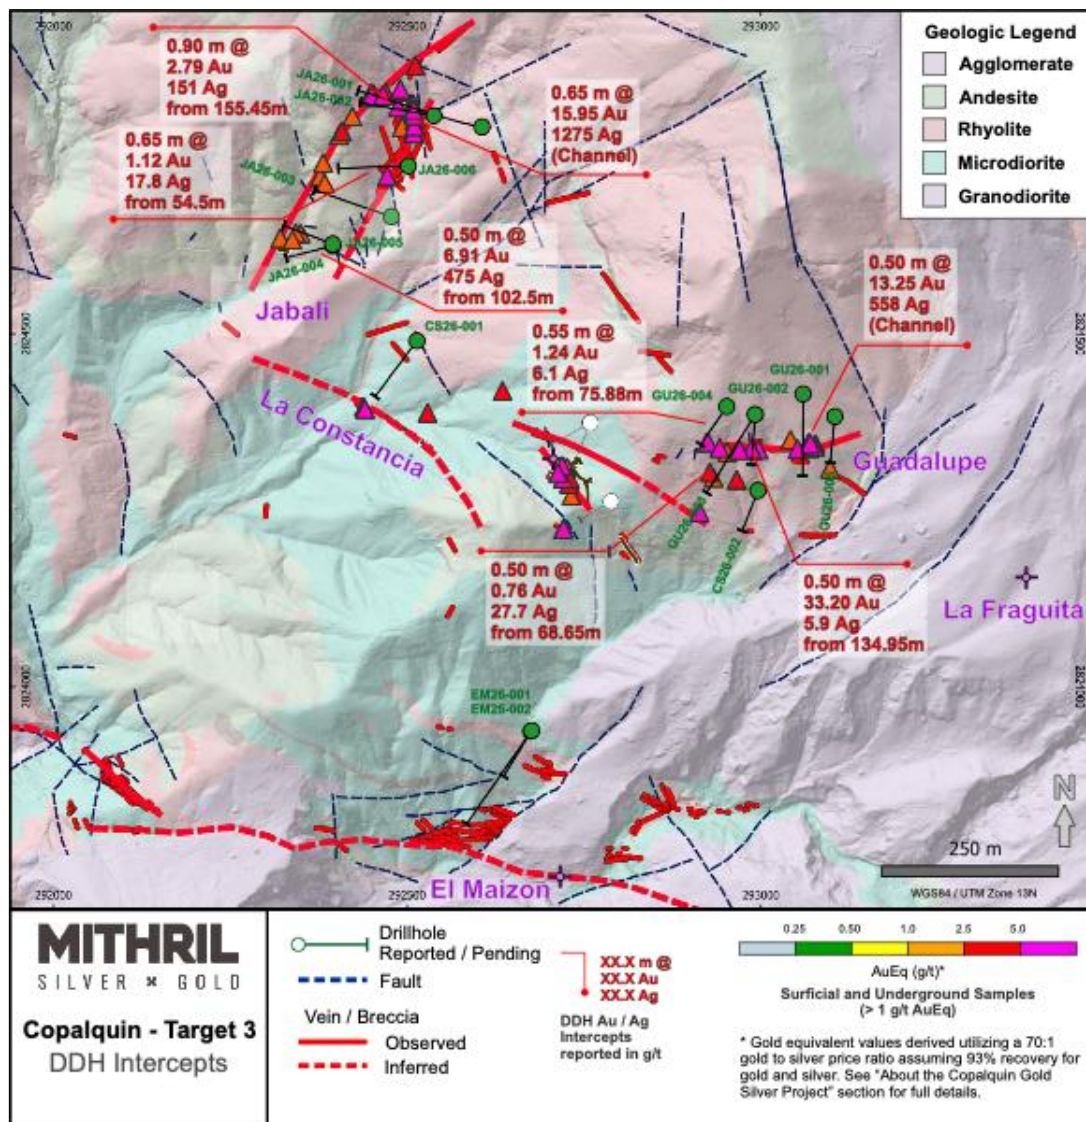 292000
292500
293000
0.90 m @
2.79 Au
151 Ag
from 155.45m
JA26-001
JA26-002
0.65 m @
15.95 Au
1275 Ag
(Channel)
Geologic Legend
Agglomerate
Andesite
Rhyolite
Microdiorite
Granodiorite
0.65 m @
1.12 Au
17.8 Ag
from 54.5m
JA26-003
JA26-006
JA26-005
JA26-004
0.50 m @
6.91 Au
475 Ag
from 102.5m
0.50 m @
13.25 Au
558 Ag
(Channel)
Jabali
2824500
CS26-001
0.55 m @
1.24 Au
6.1 Ag
from 75.88m
GU26-004
GU26-002
GU26-001
La Constancia
Guadalupe
CS26-002
0.50 m @
0.76 Au
27.7 Ag
from 68.65m
0.50 m @
33.20 Au
5.9 Ag
from 134.95m
La Fraguita
2824000
EM26-001
EM26-002
N
250 m
El Maizon
WGS84 / UTM Zone 13N
292000
292500
293000
MITHRIL
SILVER GOLD
Copalquin - Target 3
DDH Intercepts
Drillhole
Reported / Pending
Fault
Vein / Breccia
Observed
Inferred
XX.X m @
XX.X Au
XX.X Ag
DDH Au / Ag
Intercepts
reported in g/t
0.25 0.50 1.0 2.5 5.0
AuEq (g/t)*
Surficial and Underground Samples
(> 1 g/t AuEq)
* Gold equivalent values derived utilizing a 70:1
gold to silver price ratio assuming 93% recovery for
gold and silver. See "About the Copalquin Gold
Silver Project" section for full details.